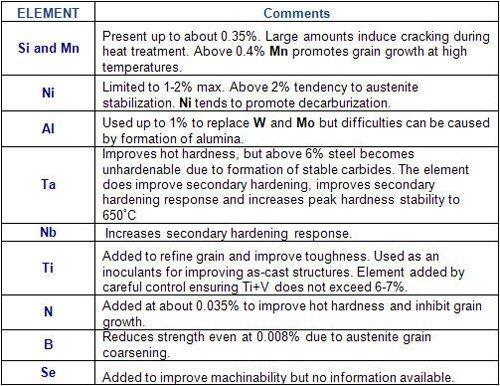 ELEMENT Comments
Si and Mn
Present up to about 0.35%. Large amounts induce cracking during
heat treatment. Above 0.4% Mn promotes grain growth at high
temperatures.
Ni
Limited to 1-2% max. Above 2% tendency to austenite
stabilization. Ni tends to promote decarburization.
Al
Used up to 1% to replace W and Mo but difficulties can be caused
by formation of alumina.
Ta
Improves hot hardness, but above 6% steel becomes
unhardenable due to formation of stable carbides. The element
does improve secondary hardening, improves secondary
hardening response and increases peak hardness stability to
650˚C
Nb
Increases secondary hardening response.
Ti
Added to refine grain and improve toughness. Used as an
inoculants for improving as-cast structures. Element added by
careful control ensuring Ti+V does not exceed 6-7%.
N
Added at about 0.035% to improve hot hardness and inhibit grain
growth.
B
Reduces strength even at 0.008% due to austenite grain
coarsening.
Se
Added to improve machinability but no information available.